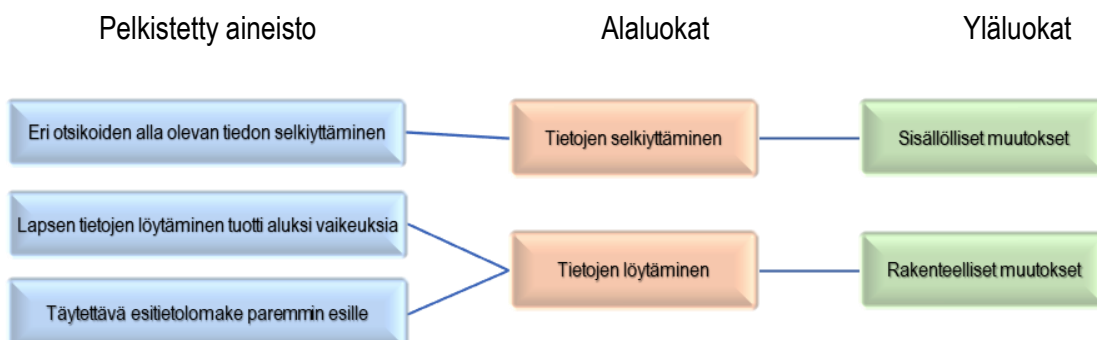 Pelkistetty aineisto Alaluokat Yläluokat
Eri otsikoiden alla olevan tiedon selkiyttäminen Tietojen selkiyttäminen Sisällölliset muutokset
Lapsen tietojen löytäminen tuotti aluksi vaikeuksia
Tietojen löytäminen Rakenteelliset muutokset
Täytettävä esitietolomake paremmin esille